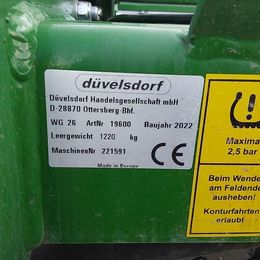 düvelsdorf
Düvelsdorf Handelsgesellschaft mbH
D-28870 Ottersberg-Bhf.
WG 26 ArtNr 19600 Baujahr 2022
Leergewicht 1220 kg
MaschinenNr 221591
Made in Europe
CE
Maxima
2,5 bar
Beim Wende
am Feldende
ausheben!
Konturfahrten
erlaubt